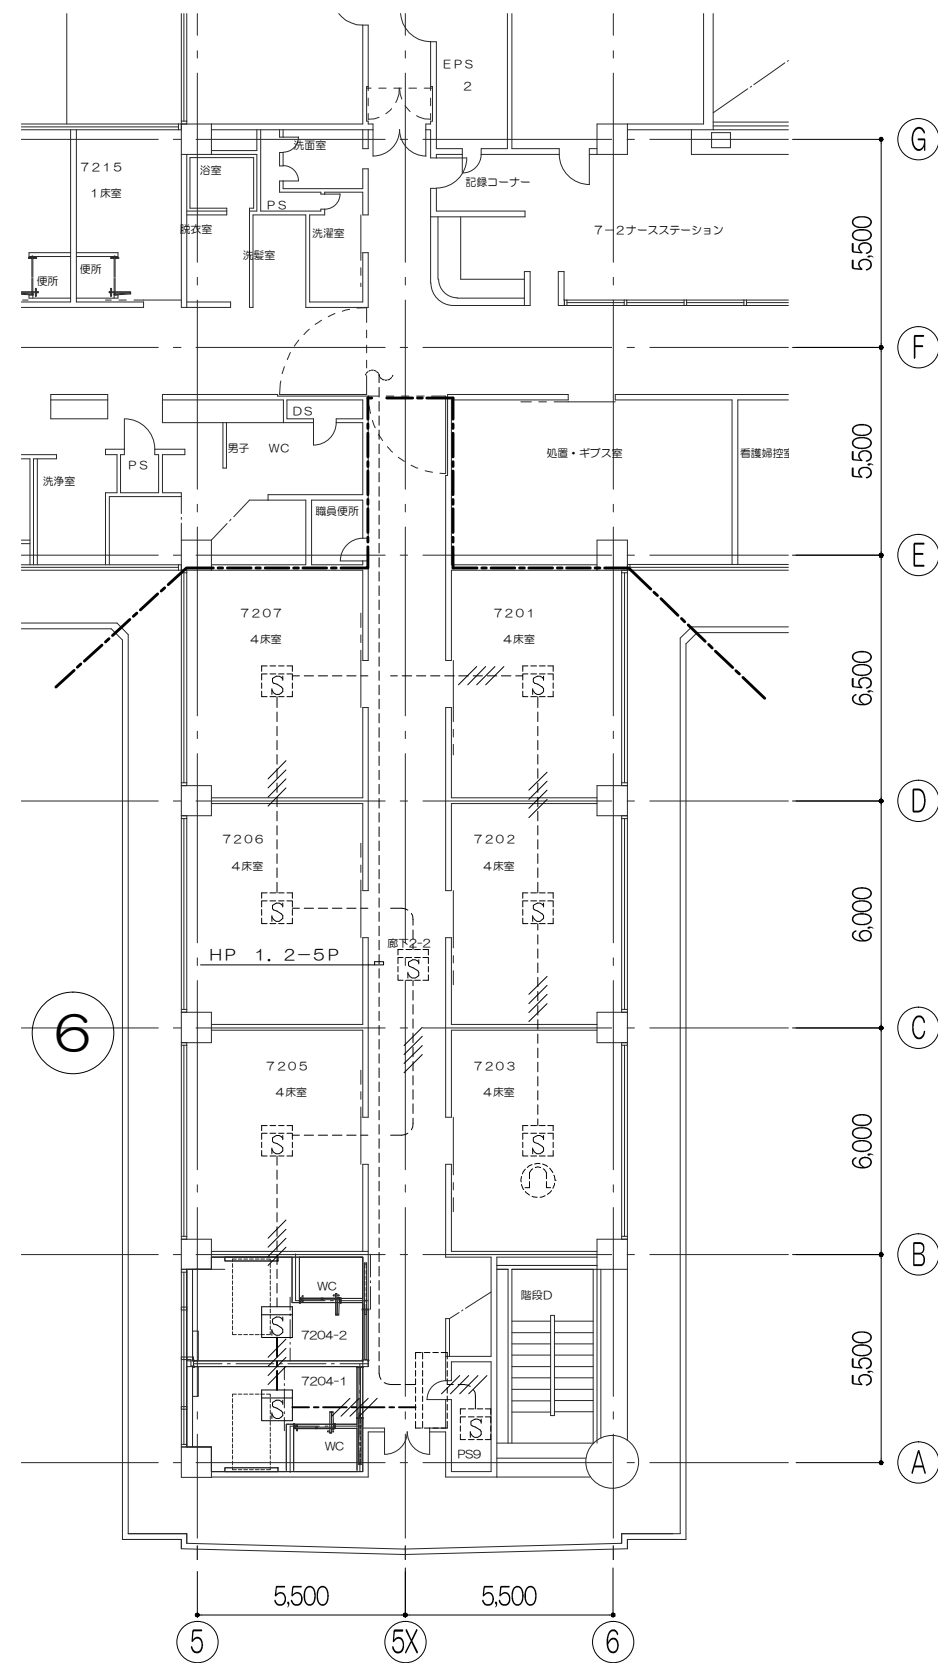 EPS
2
G
洗面室
7215
1床室
浴室
記録コーナー
PS
脱衣室
洗濯室
7-2ナースステーション
5,500
洗髪室
便所
便所
F
DS
男子 WC
処置・ギプス室
看護婦控室
PS
洗浄室
5,500
職員便所
E
7207
4床室
7201
4床室
S
S
6,500
D
7206
4床室
7202
4床室
S
S
廊下2-2
HP 1.2-5P
S
6,000
6
C
7205
4床室
7203
4床室
S
S
6,000
B
WC
階段D
S
7204-2
7204-1
5,500
S
S
WC
PS9
A
5,500
5,500
5
5X
6